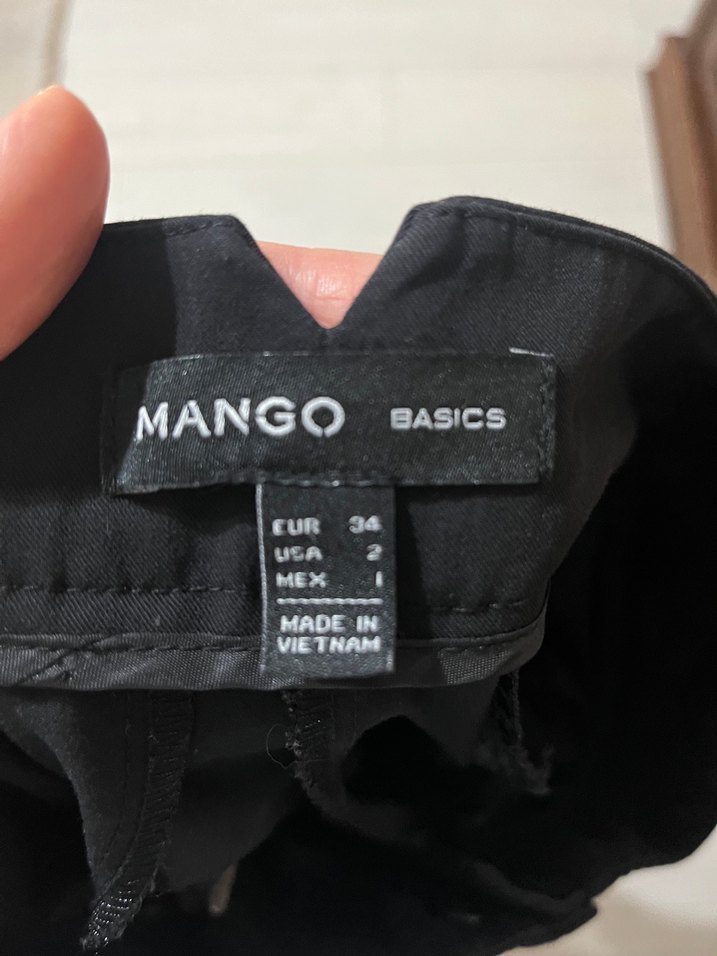 MANGO BASICS
EUR 34
USA 2
MEX 1
MADE IN
VIETNAM